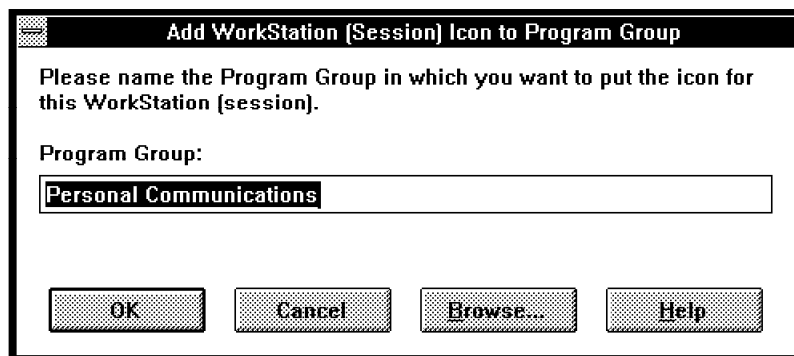 Add WorkStation (Session) Icon to Program Group
Please name the Program Group in which you want to put the icon for
this WorkStation (session).
Program Group:
Personal Communications
OK Cancel Browse... Help